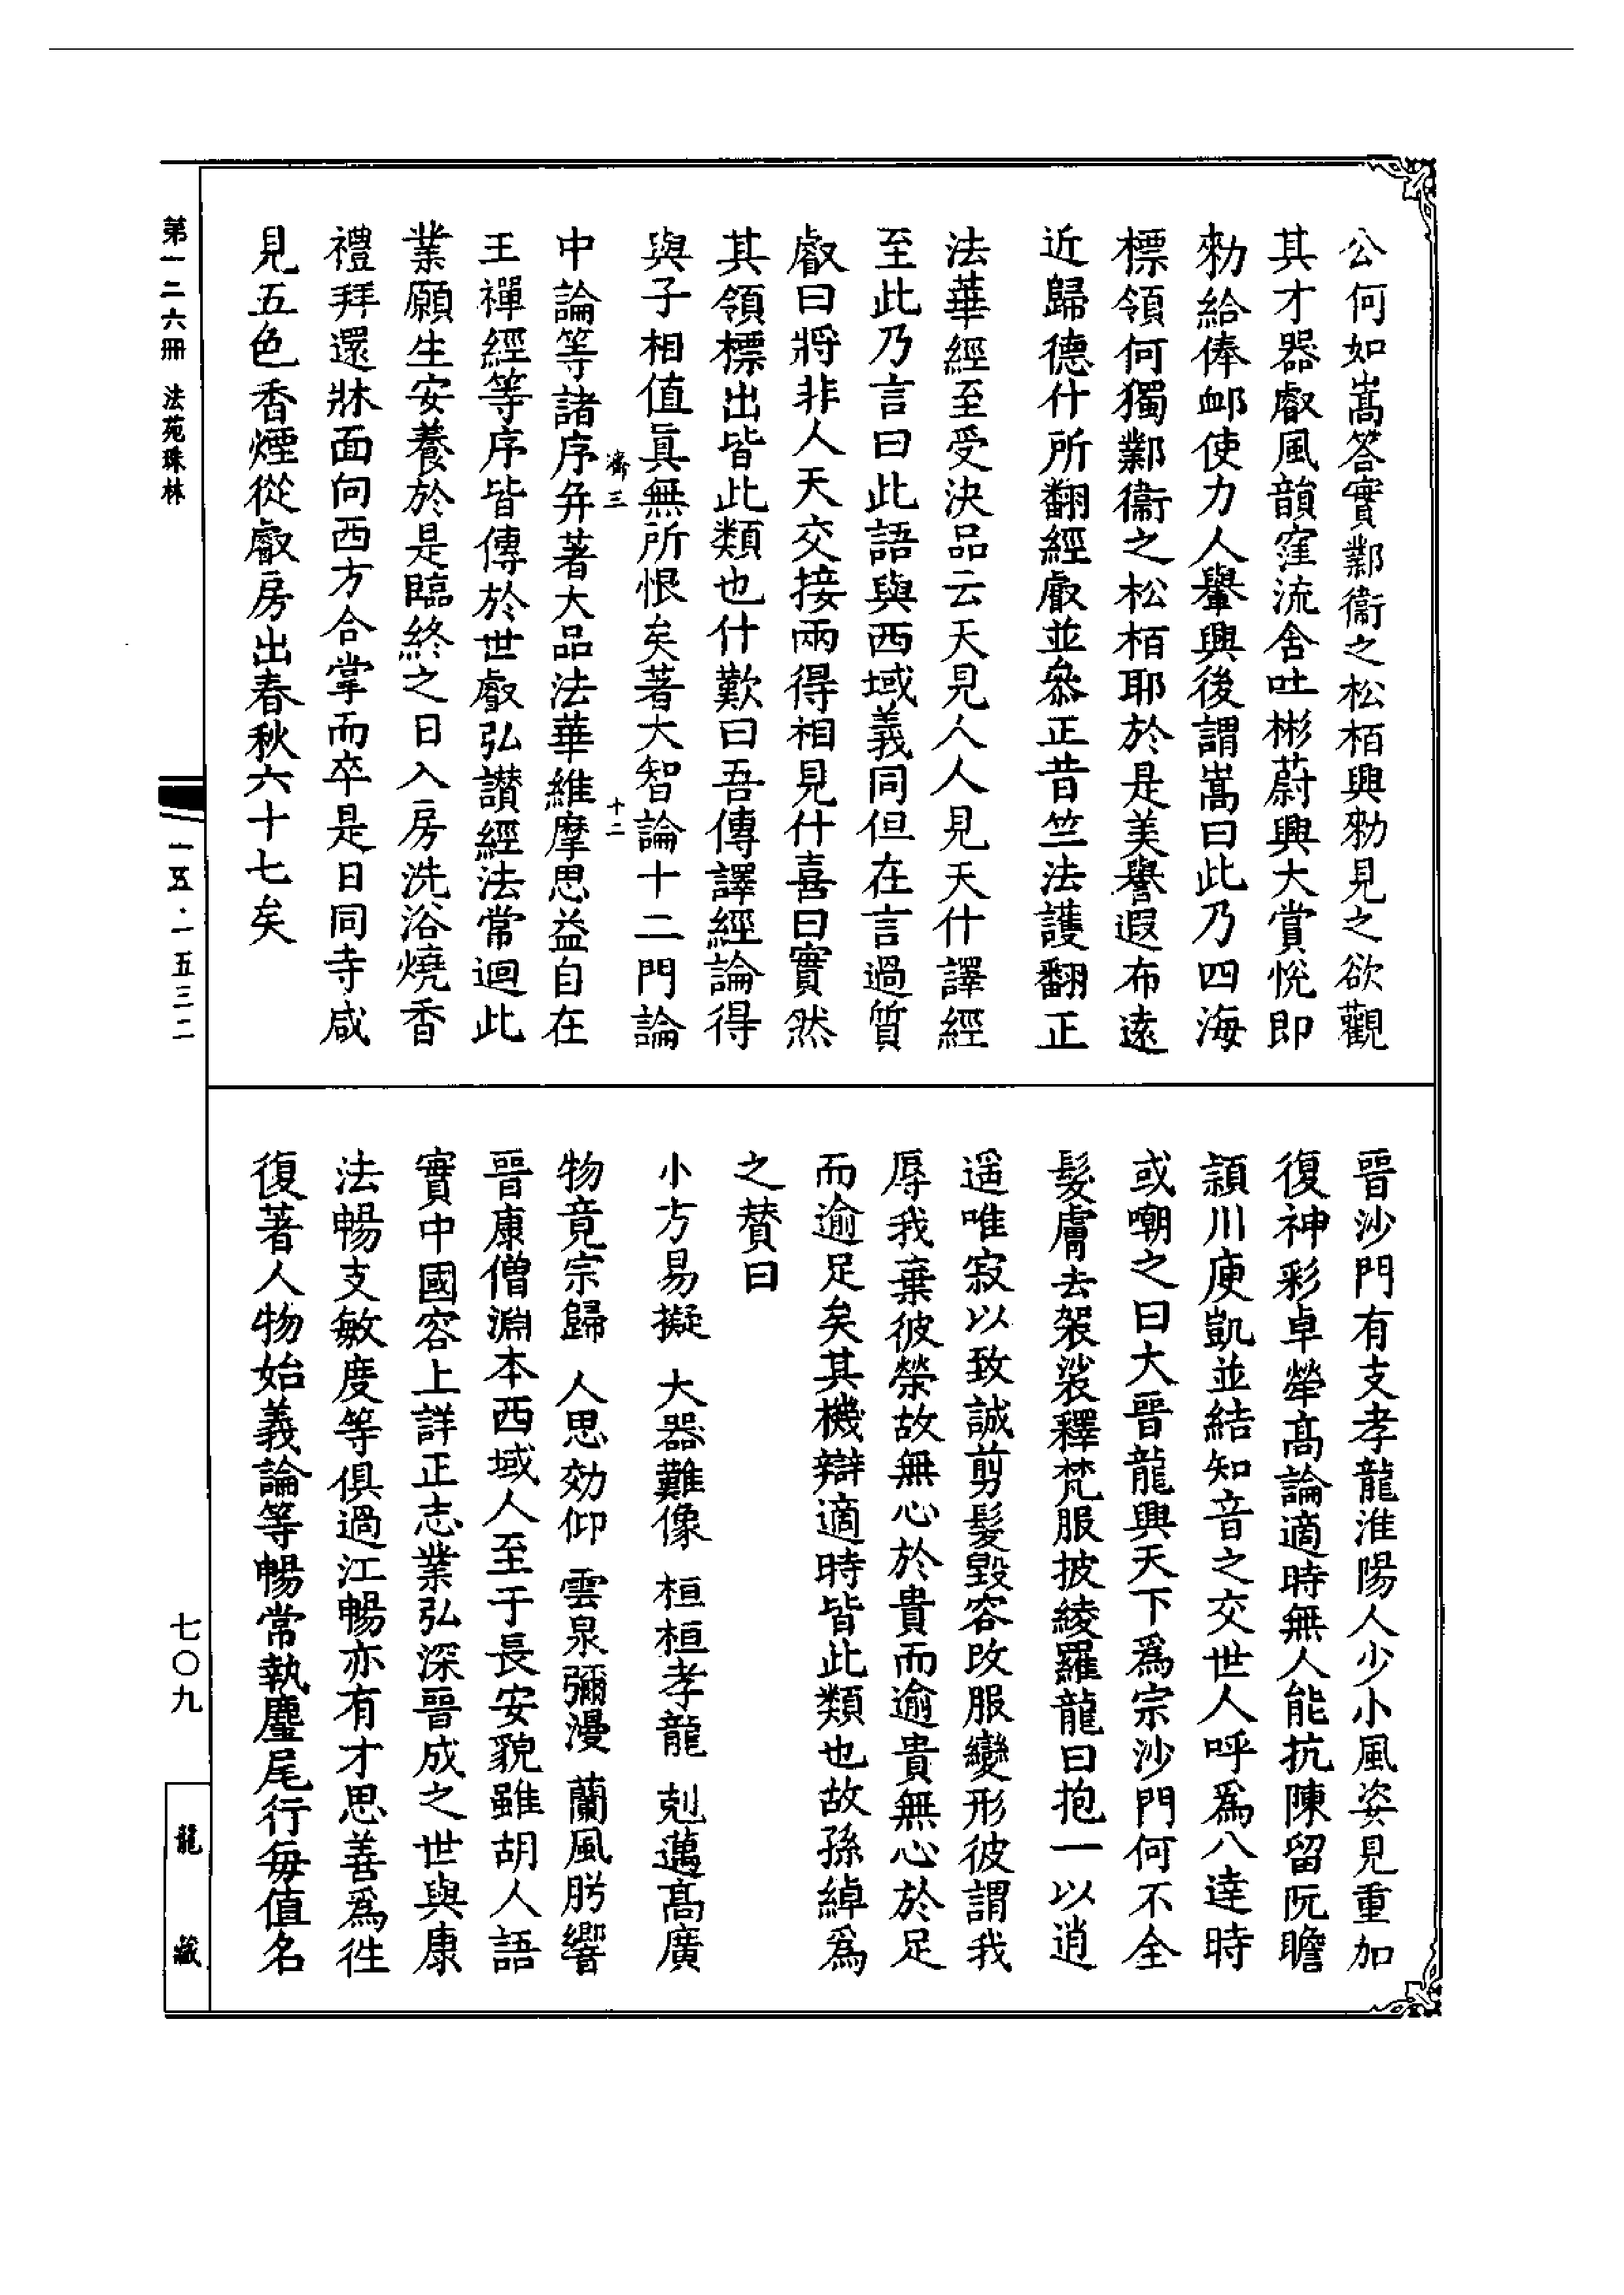 公何如嵩答實鄴衞之松栢興勑見之欲觀
其才器叡風韻窪流含吐彬蔚興大賞悅即
勑給俸䘏使力人轝興後謂嵩曰此乃四海
標領何獨鄴衞之松栢耶於是美譽遐布遠
近歸德什所翻經叡並叅正昔竺法護翻正
法華經至受決品云天見人人見天什譯經
至此乃言曰此語與西域義同但在言過質
叡曰將非人天交接兩得相見什喜曰實然
其領標出皆此類也什歎曰吾傳譯經論得
與子相值眞無所恨矣著大智論十二門論
濟三 十二
中論等諸序幷著大品法華維摩思益自在
王禪經等序皆傳於世叡弘讚經法常迴此
業願生安養於是臨終之日入房洗浴燒香
禮拜還牀面向西方合掌而卒是日同寺咸
見五色香煙從叡房出春秋六十七矣
晉沙門有支孝龍淮陽人少小風姿見重加
復神彩卓犖高論適時無人能抗陳留阮瞻
頴川庾凱並結知音之交世人呼爲八達時
或嘲之曰大晉龍興天下爲宗沙門何不全
髮膚去袈裟釋梵服披綾羅龍曰抱一以逍
遥唯寂以致誠剪髮毀容改服變形彼謂我
辱我棄彼榮故無心於貴而逾貴無心於足
而逾足矣其機辯適時皆此類也故孫綽爲
之賛曰
小方易擬 大器難像 桓桓孝龍 剋邁高廣
物竟宗歸 人思効仰 雲泉彌漫 蘭風肹響
晉康僧淵本西域人至于長安貌雖胡人語
實中國容上詳正志業弘深晉成之世與康
法暢支敏度等俱過江暢亦有才思善爲徃
復著人物始義論等暢常執麈尾行每值名
第一二六冊 法苑珠林
一五·一五三二
七〇九
龍藏